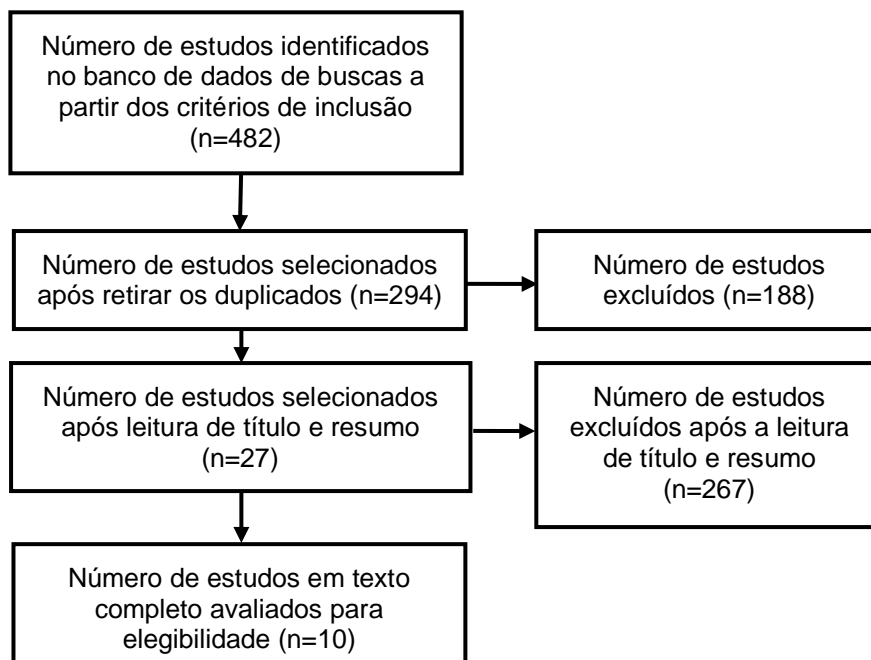 Número de estudos identificados
no banco de dados de buscas a
partir dos critérios de inclusão
(n=482)
Número de estudos selecionados
após retirar os duplicados (n=294)
Número de estudos
excluídos (n=188)
Número de estudos selecionados
após leitura de título e resumo
(n=27)
Número de estudos
excluídos após a leitura
de título e resumo
(n=267)
Número de estudos em texto
completo avaliados para
elegibilidade (n=10)